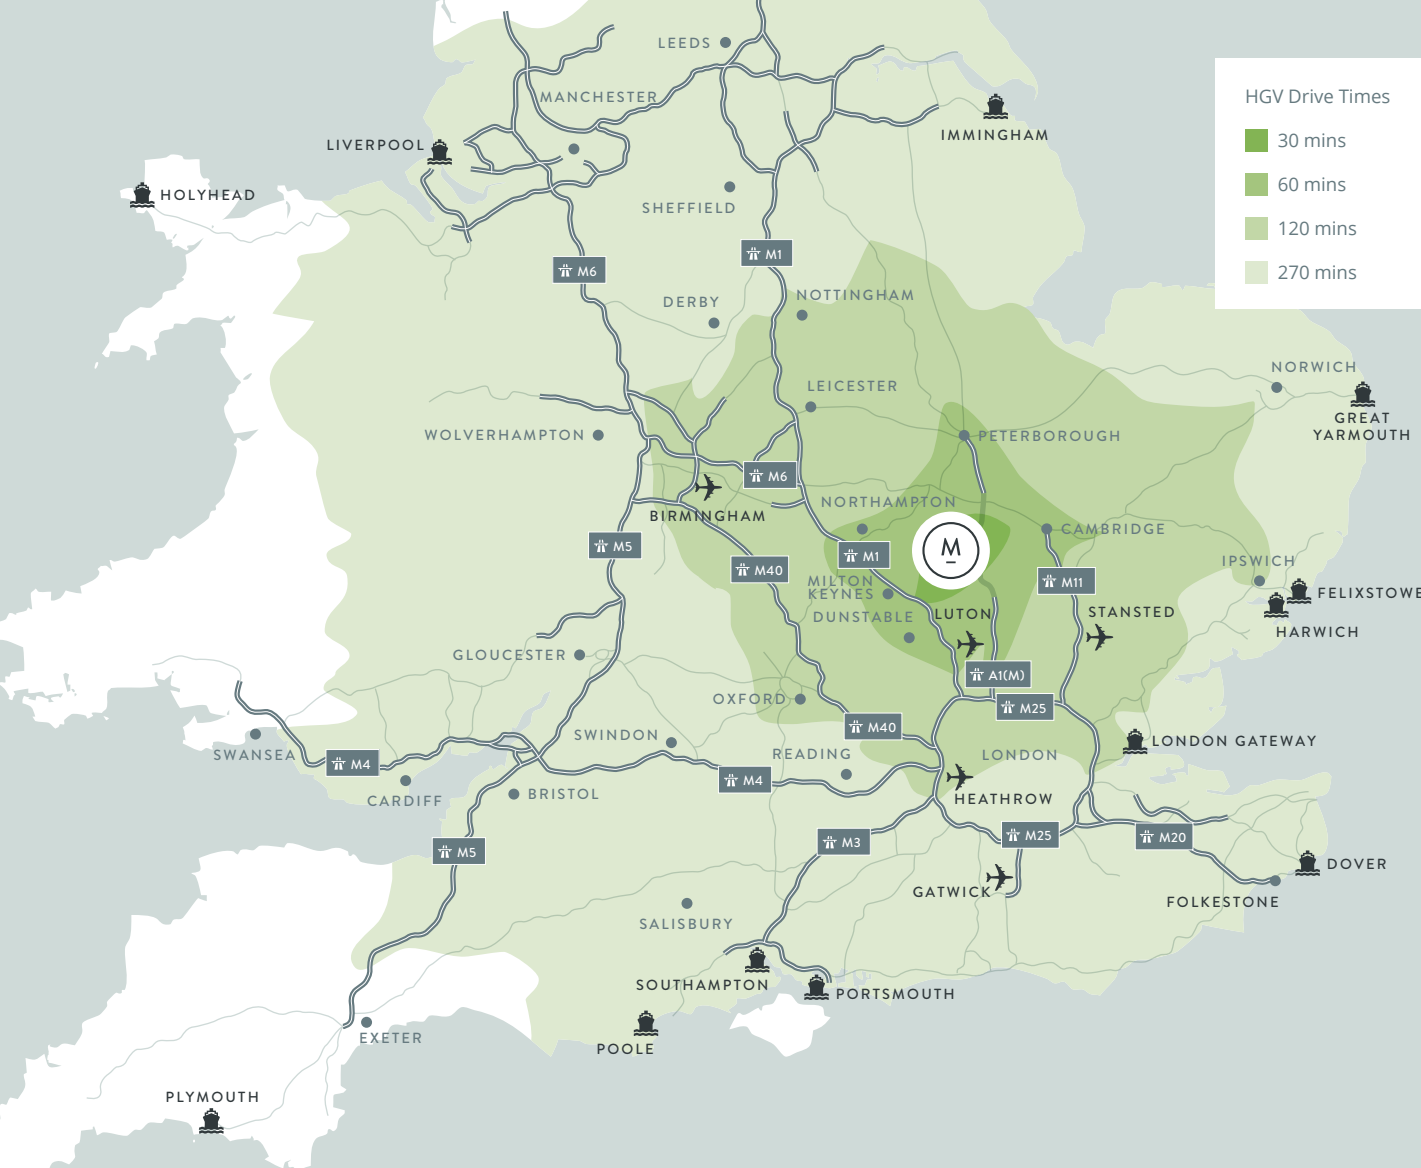 LEEDS
HGV Drive Times
30 mins
60 mins
120 mins
270 mins
MANCHESTER
IMMINGHAM
LIVERPOOL
HOLYHEAD
SHEFFIELD
M1
M6
DERBY
NOTTINGHAM
NORWICH
LEICESTER
GREAT
YARMOUTH
WOLVERHAMPTON
PETERBOROUGH
M6
NORTHAMPTON
BIRMINGHAM
CAMBRIDGE
M5
M
M1
IPSWICH
M40
MILTON
KEYNES
M11
FELIXSTOWE
DUNSTABLE
LUTON
STANSTED
HARWICH
GLOUCESTER
A1(M)
OXFORD
M25
M40
SWINDON
READING
LONDON
LONDON GATEWAY
SWANSEA
M4
M4
CARDIFF
BRISTOL
HEATHROW
M5
M3
M25
M20
DOVER
GATWICK
FOLKESTONE
SALISBURY
SOUTHAMPTON
PORTSMOUTH
EXETER
POOLE
PLYMOUTH